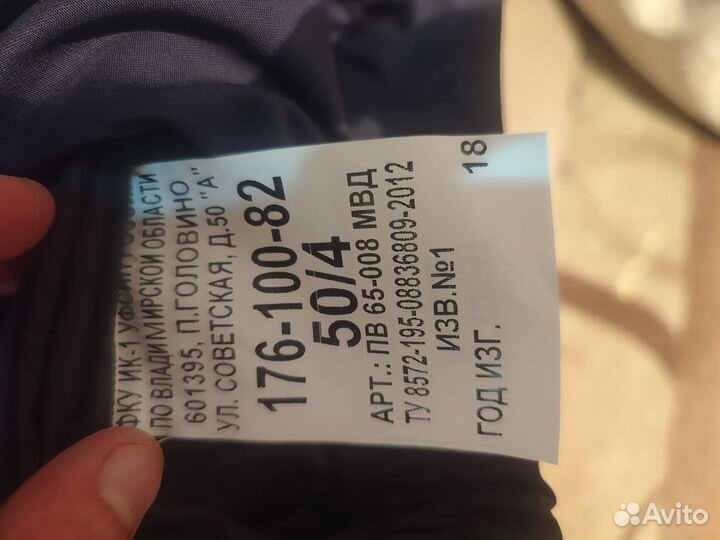 ФКУ ИК-1
ПО ВЛАДИМИРСКОЙ ОБЛАСТИ
601395, П.ГОЛОВИНО
УЛ. СОВЕТСКАЯ, Д.50 "А"
176-100-82
50/4
АРТ.: ПВ 65-008 МВД
ТУ 8572-195-08836809-2012
ИЗВ.№1
ГОД ИЗГ. 18
Avito